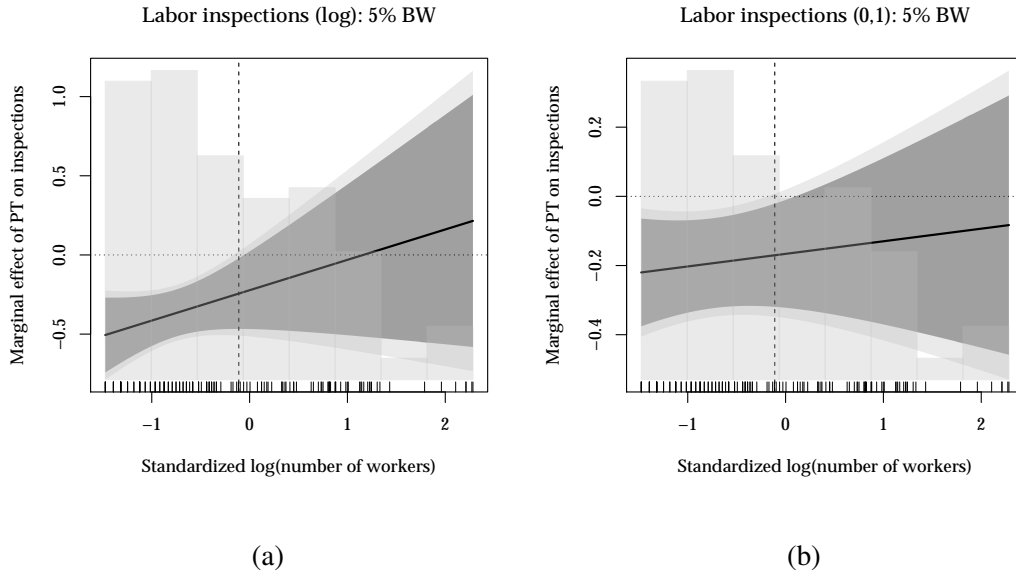 Labor inspections (log): 5% BW
Marginal effect of PT on inspections
1.0
0.5
0.0
−0.5
−1 0 1 2
Standardized log(number of workers)
(a)
Labor inspections (0,1): 5% BW
Marginal effect of PT on inspections
0.2
0.0
−0.2
−0.4
−1 0 1 2
Standardized log(number of workers)
(b)